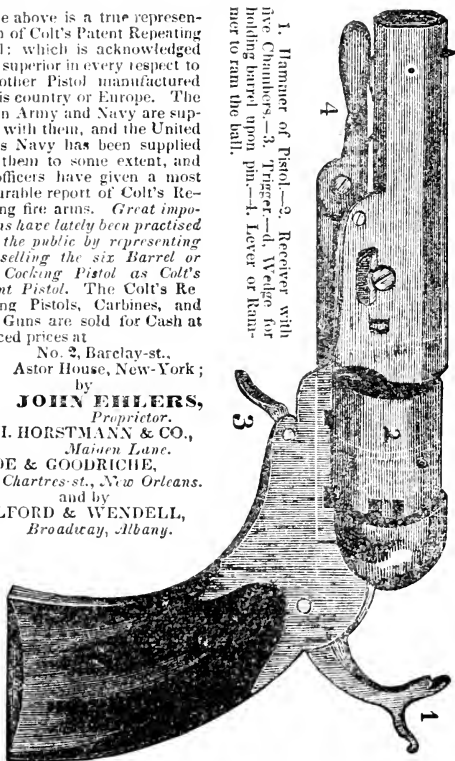 e above is a true represen-
n of Colt's Patent Repeating
l: which is acknowledged
superior in every respect to
other Pistol manufactured
is country or Europe. The
n Army and Navy are sup-
with them, and the United
s Navy has been supplied
them to some extent, and
officers have given a most
urable report of Colt's Re-
ng fire arms. Great impo-
ns have lately been practised
the public by representing
selling the six Barrel or
Cocking Pistol as Colt's
nt Pistol. The Colt's Re
ng Pistols, Carbines, and
Guns are sold for Cash at
ced prices at
No. 2, Barclay-st.,
Astor House, New-York;
by
JOHN EHLERS,
Proprietor.
I. HORSTMANN & CO.,
Maiden Lane.
DE & GOODRICHE,
Chartres-st., New Orleans.
and by
LFORD & WENDELL,
Broadway, Albany.
1. Hamaner of Pistol.—2. Receiver with
five Chambers.—3. Trigger.—d, Wedge for
holding barrel upon pin.—4. Lever or Ram-
mer to ram the ball.
4
D
2
3
1